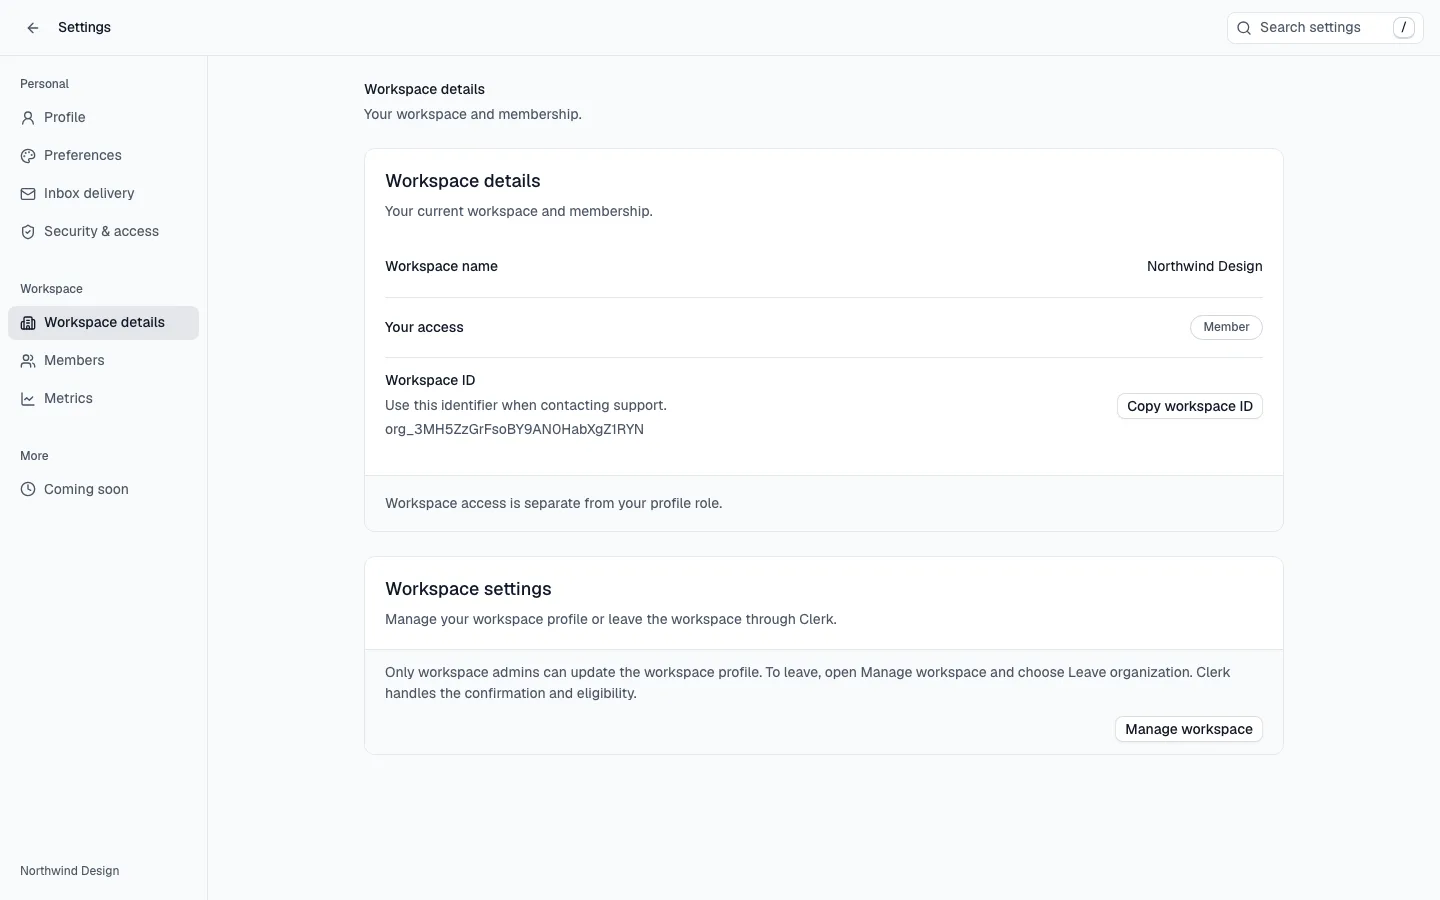 Settings
Search settings
/
Personal
Profile
Preferences
Inbox delivery
Security & access
Workspace
Workspace details
Members
Metrics
More
Coming soon
Northwind Design
Workspace details
Your workspace and membership.
Workspace details
Your current workspace and membership.
Workspace name
Northwind Design
Your access
Member
Workspace ID
Use this identifier when contacting support.
org_3MH5ZzGrFsoBY9AN0HabXgZ1RYN
Copy workspace ID
Workspace access is separate from your profile role.
Workspace settings
Manage your workspace profile or leave the workspace through Clerk.
Only workspace admins can update the workspace profile. To leave, open Manage workspace and choose Leave organization. Clerk
handles the confirmation and eligibility.
Manage workspace